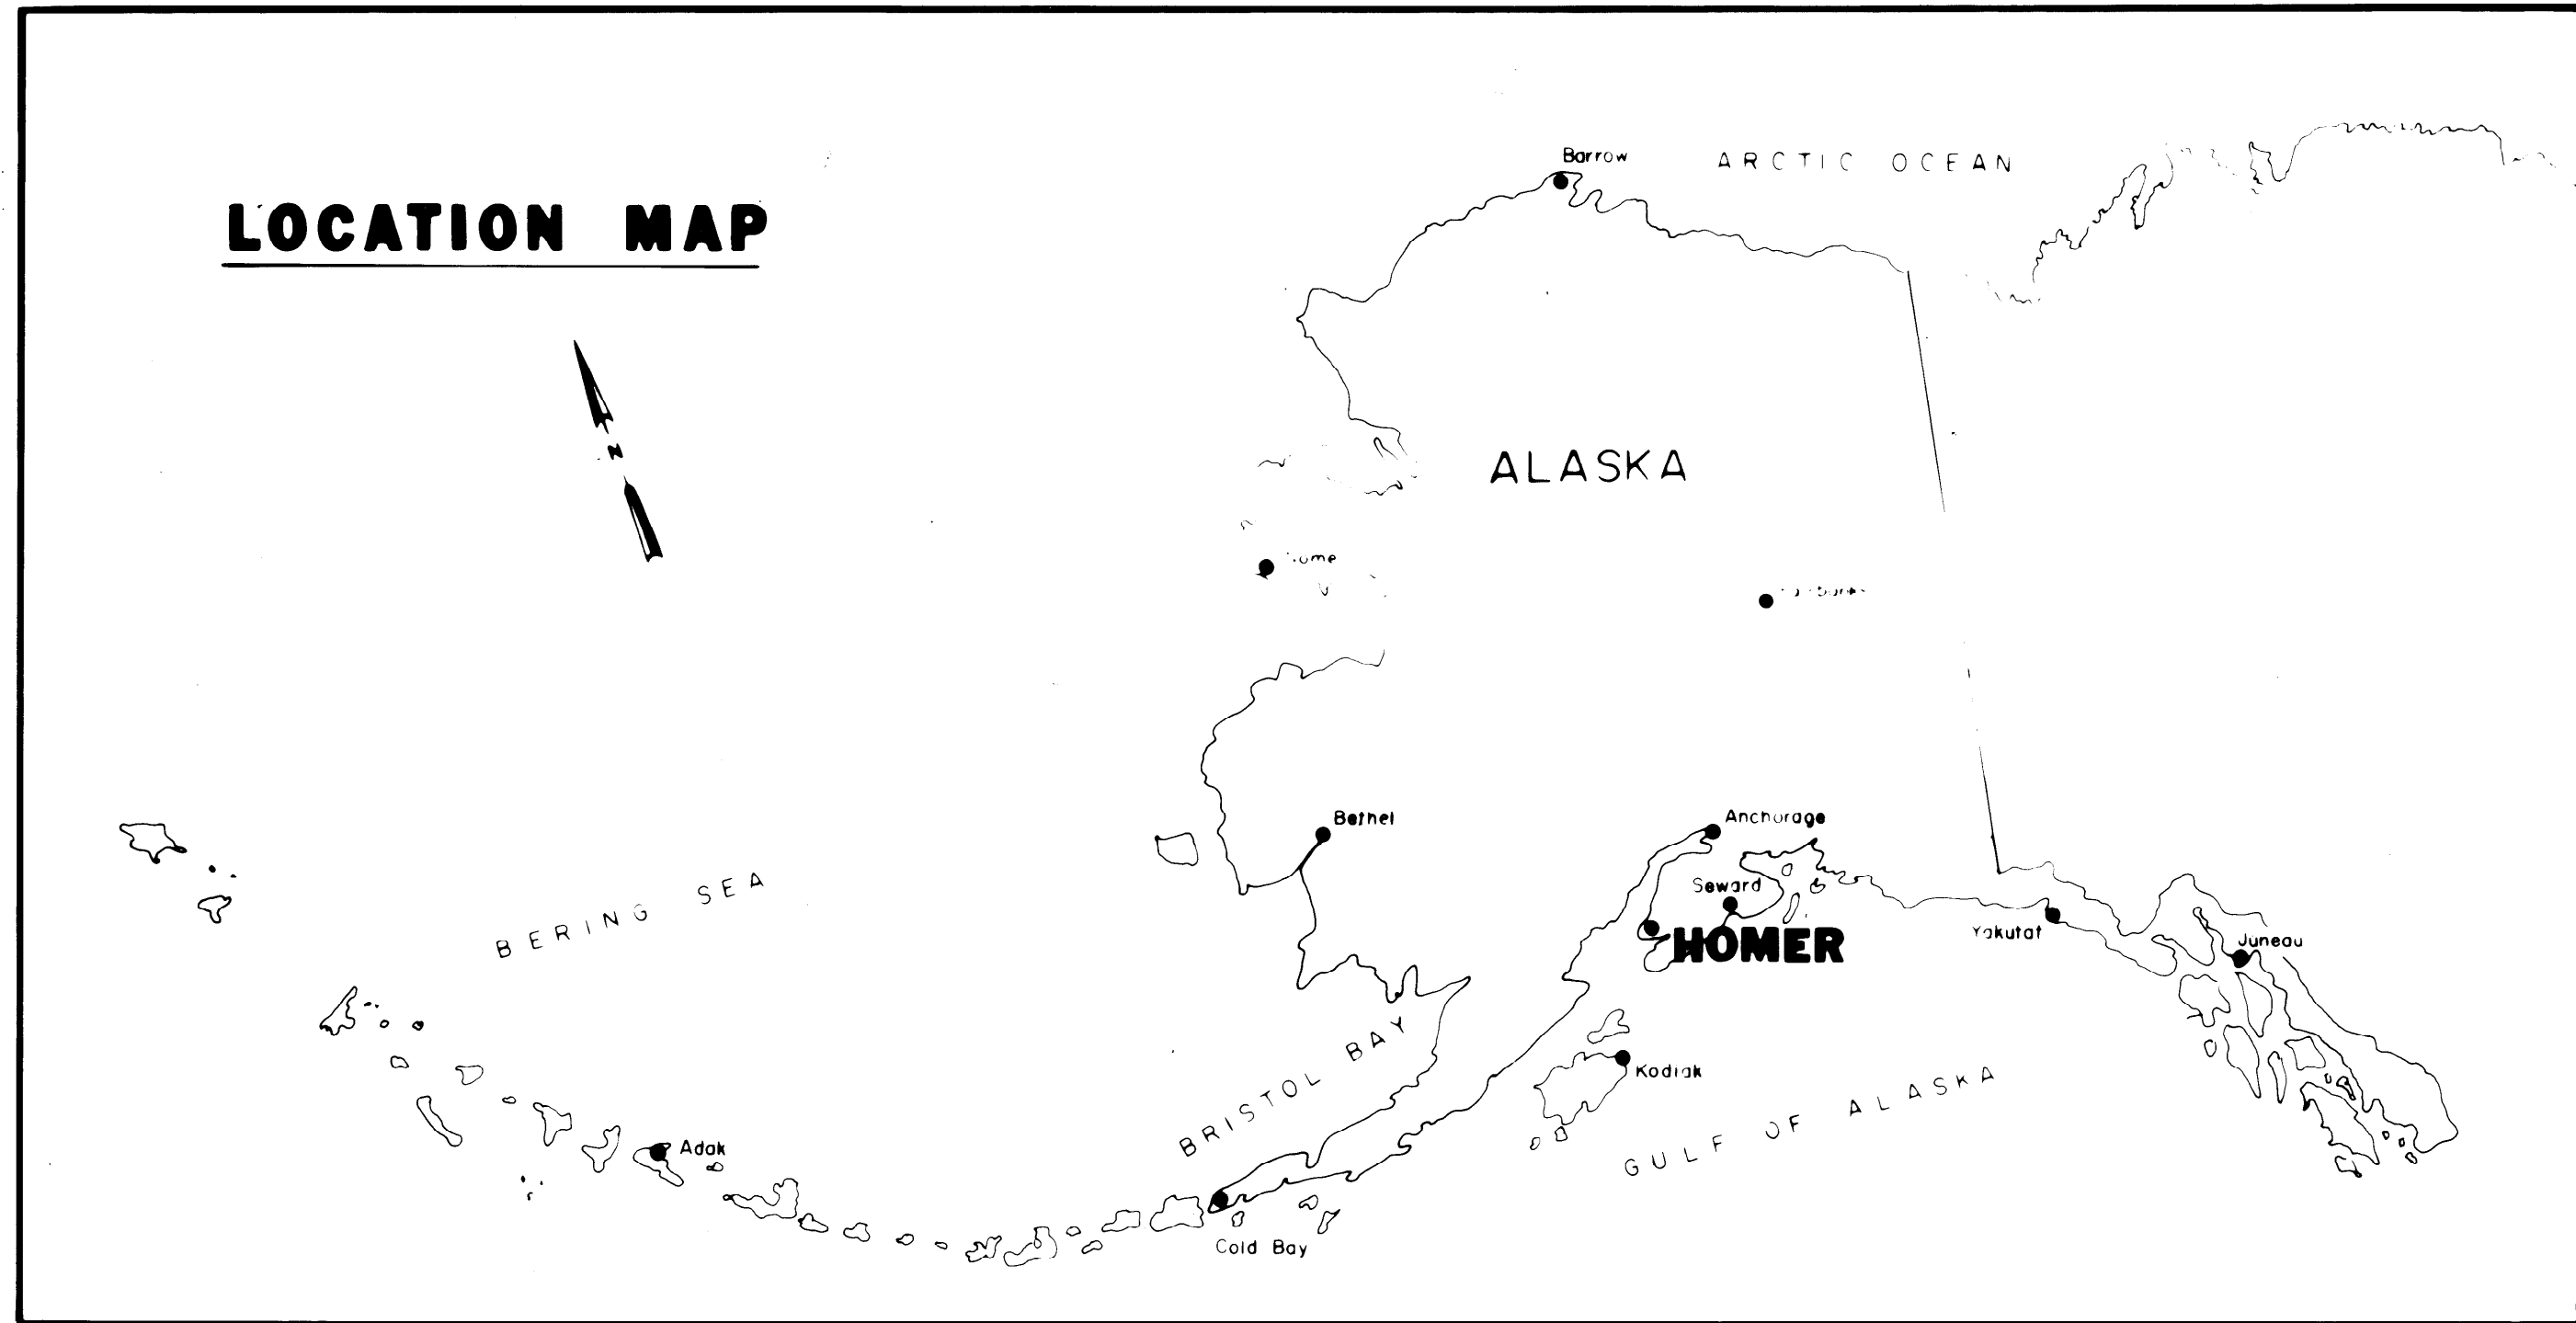 Barrow
ARCTIC OCEAN
LOCATION MAP
N
ALASKA
Bethel
Anchorage
Seward
BERING SEA
HOMER
Yakutat
Juneau
BRISTOL BAY
Kodiak
GULF OF ALASKA
Adak
Cold Bay